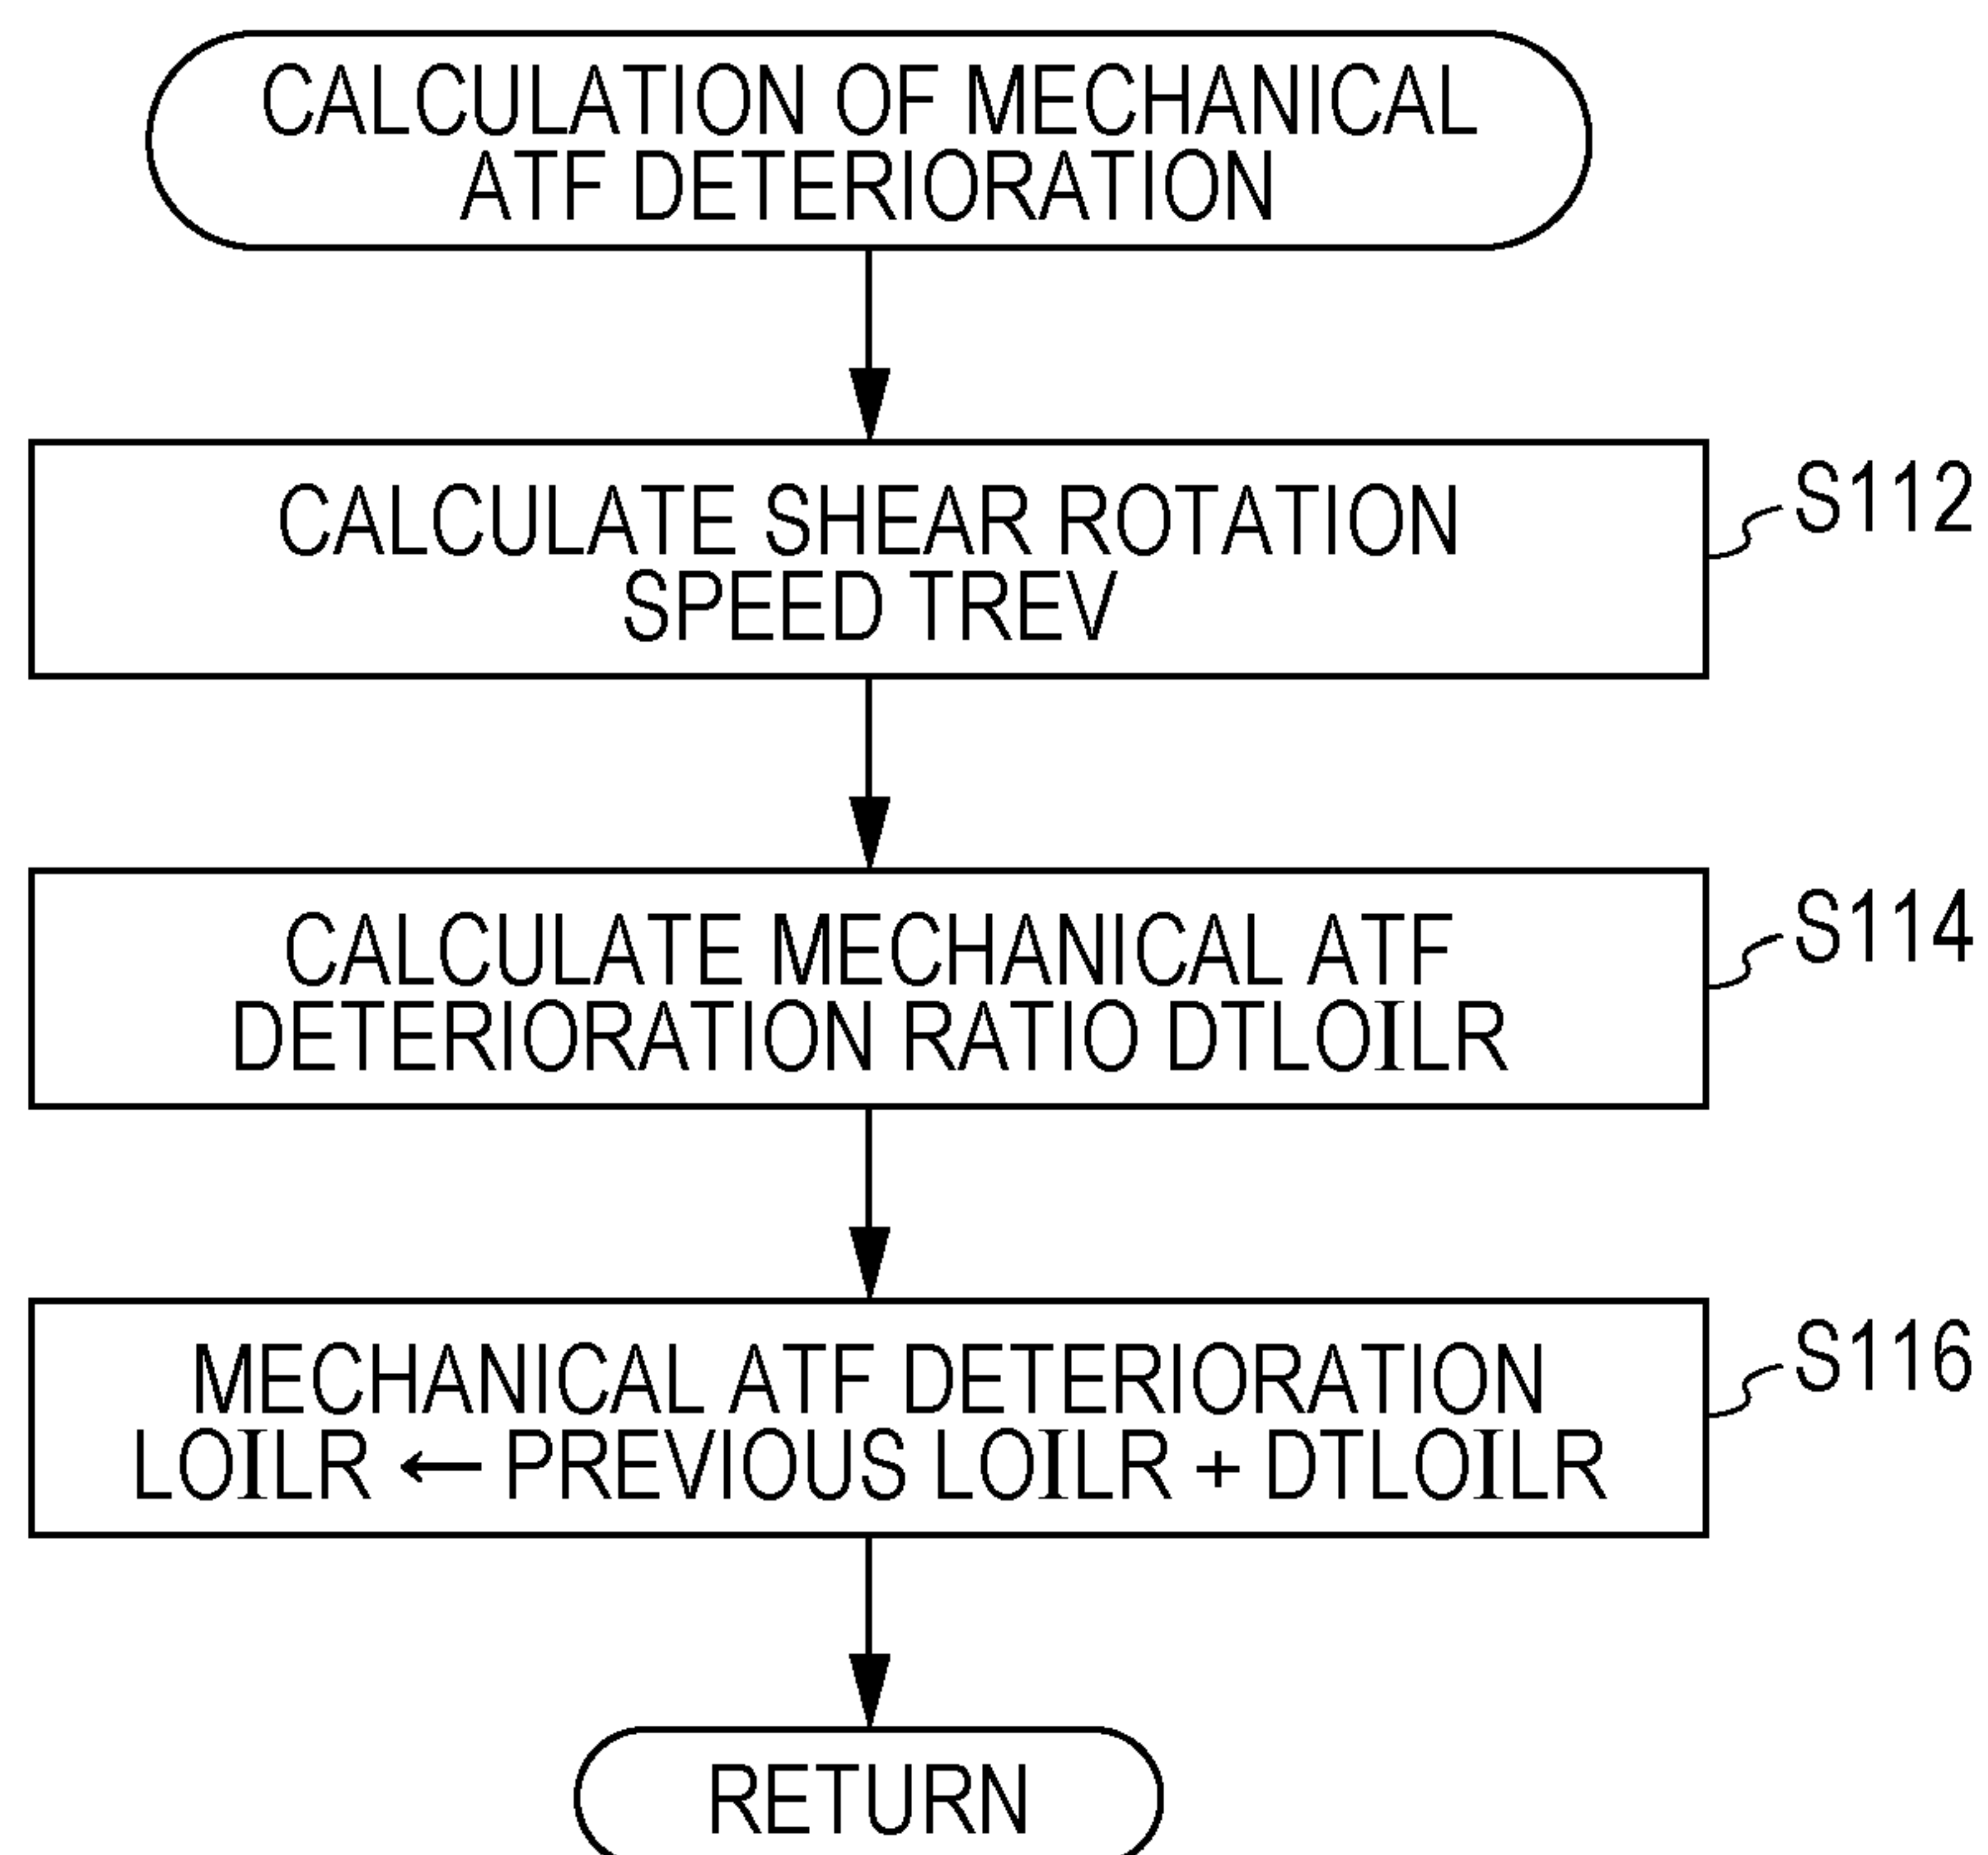 CALCULATION OF MECHANICAL
ATF DETERIORATION
CALCULATE SHEAR ROTATION
SPEED TREV
S112
CALCULATE MECHANICAL ATF
DETERIORATION RATIO DTLOILR
S114
MECHANICAL ATF DETERIORATION
LOILR ← PREVIOUS LOILR + DTLOILR
S116
RETURN